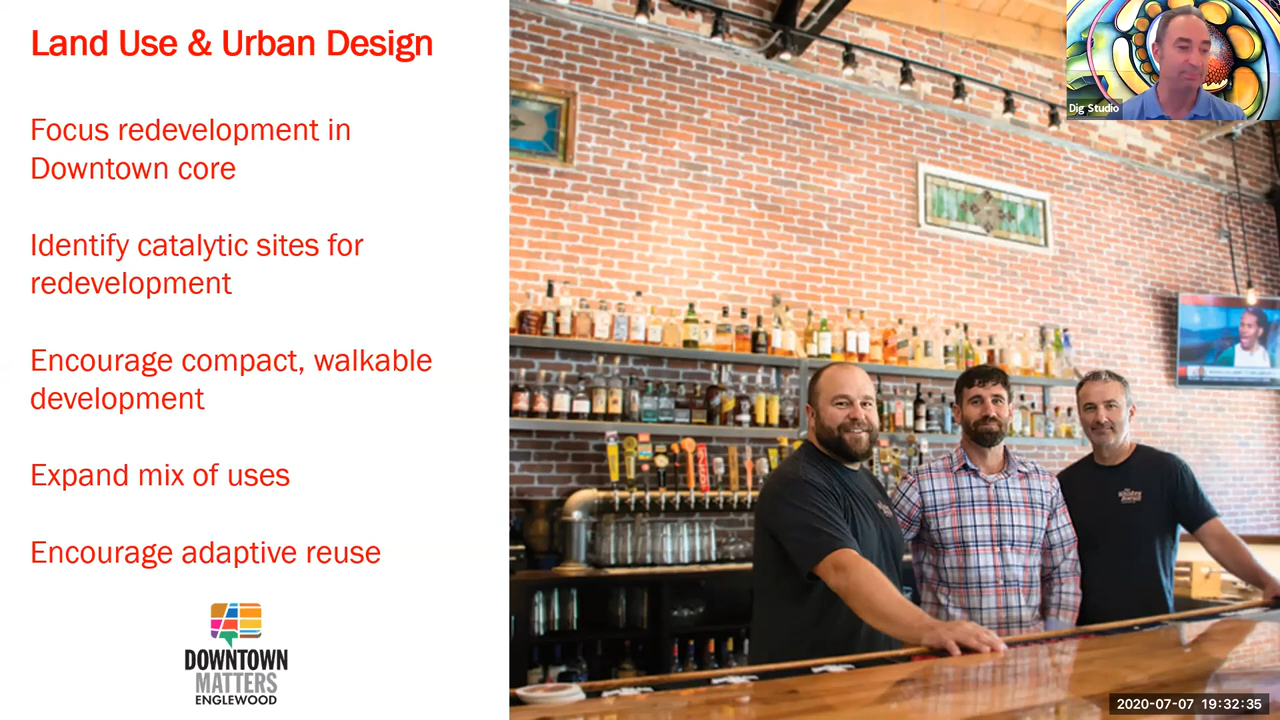 Land Use & Urban Design
Focus redevelopment in
Downtown core
Identify catalytic sites for
redevelopment
Encourage compact, walkable
development
Expand mix of uses
Encourage adaptive reuse
DOWNTOWN
MATTERS
ENGLEWOOD
Dig Studio
2020-07-07 19:32:35